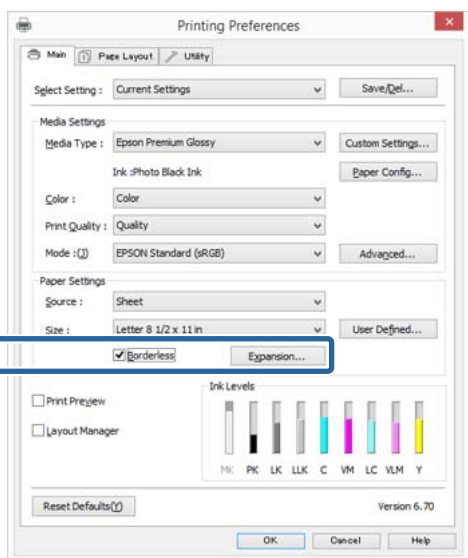 Printing Preferences
Main Page Layout Utility
Select Setting : Current Settings Save/Del...
Media Settings
Media Type : Epson Premium Glossy Custom Settings...
Ink :Photo Black Ink Paper Config...
Color : Color
Print Quality : Quality
Mode :(J) EPSON Standard (sRGB) Advanced...
Paper Settings
Source : Sheet
Size : Letter 8 1/2 x 11 in User Defined...
Borderless Expansion...
Print Preview
Layout Manager
Ink Levels
MK PK LK LLK C VM LC VLM Y
Reset Defaults(Y) Version 6.70
OK Cancel Help